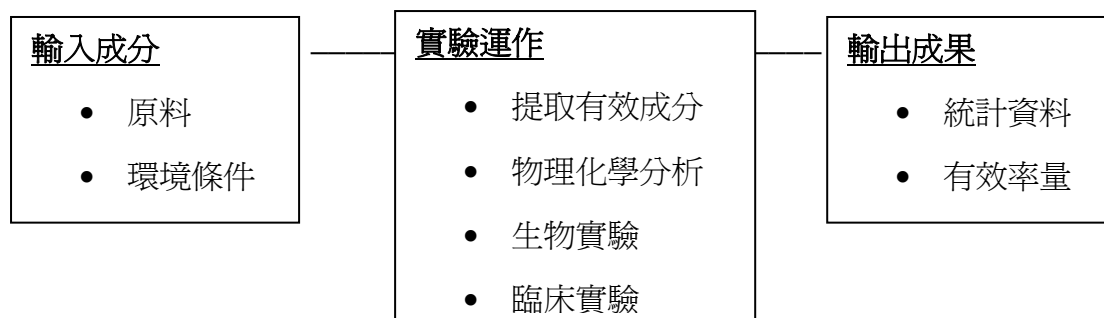 輸入成分
• 原料
• 環境條件
實驗運作
• 提取有效成分
• 物理化學分析
• 生物實驗
• 臨床實驗
輸出成果
• 統計資料
• 有效率量